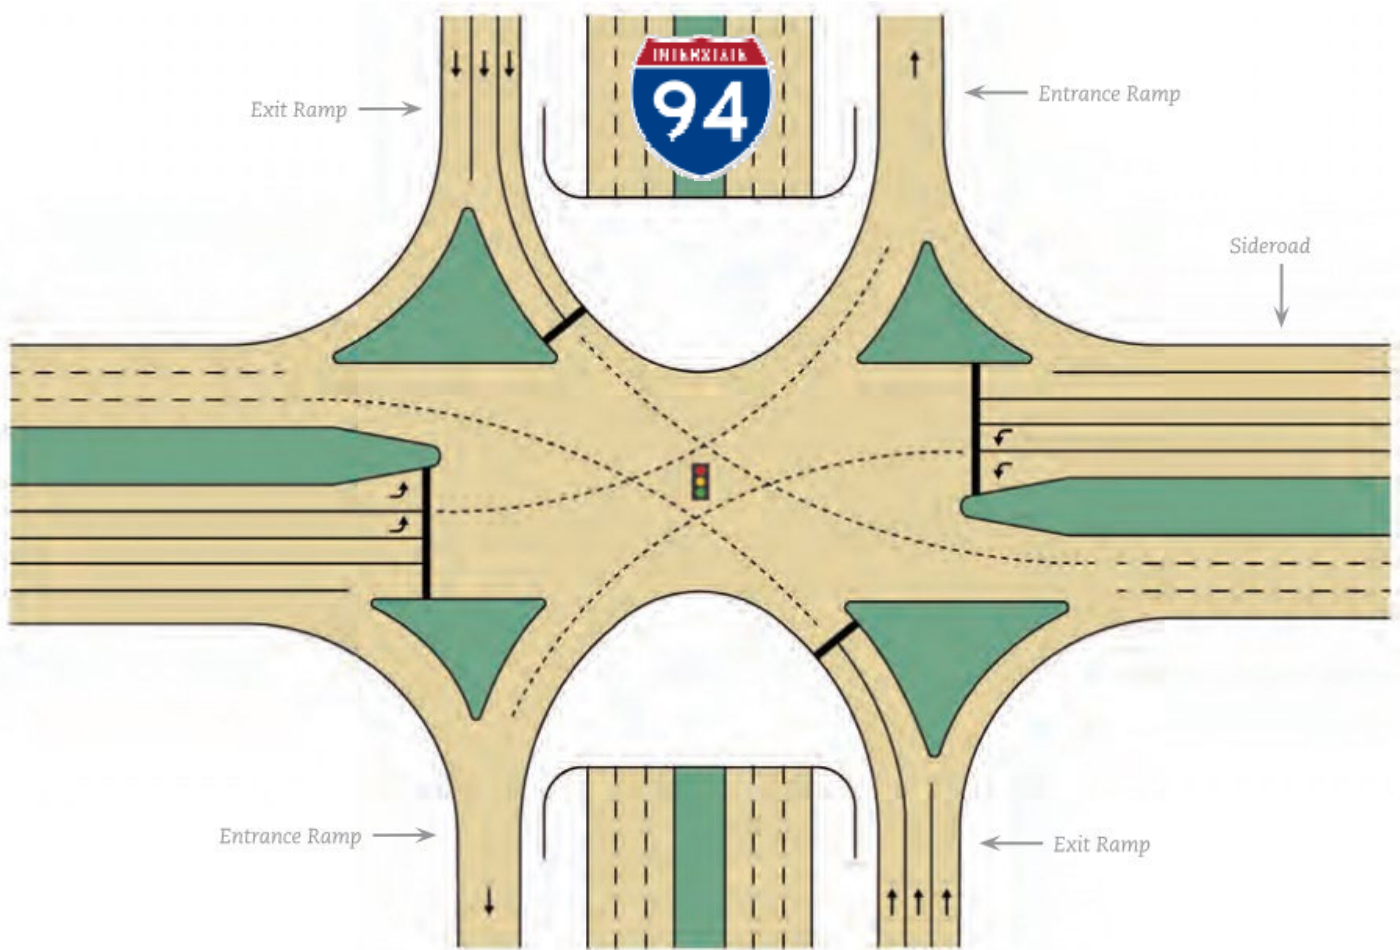 INTERSTATE
94
Exit Ramp
Entrance Ramp
Sideroad
Entrance Ramp
Exit Ramp